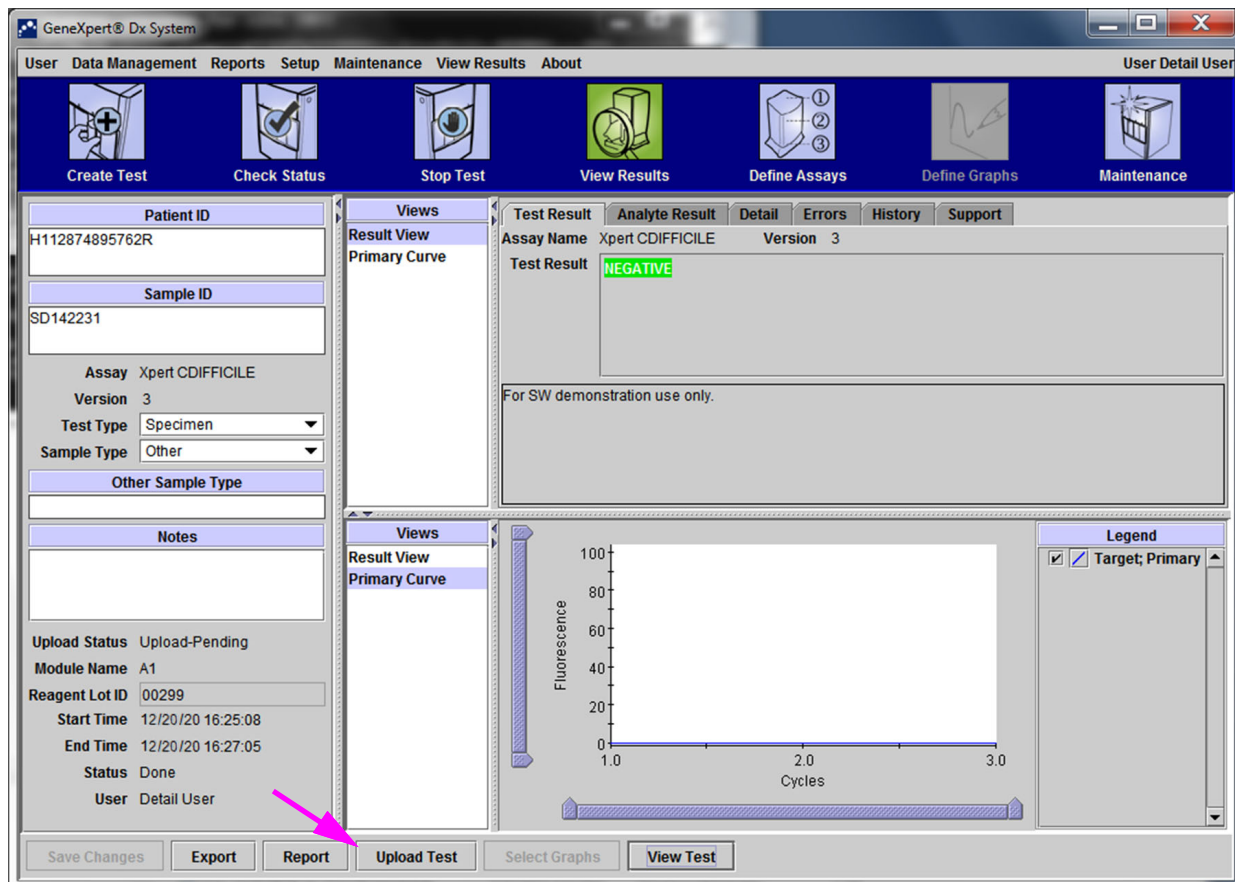 GeneXpert® Dx System
User Data Management Reports Setup Maintenance View Results About User Detail User
Create Test Check Status Stop Test View Results Define Assays Define Graphs Maintenance
Patient ID
H112874895762R
Sample ID
SD142231
Assay Xpert CDIFFICILE
Version 3
Test Type Specimen
Sample Type Other
Other Sample Type
Notes
Upload Status Upload-Pending
Module Name A1
Reagent Lot ID 00299
Start Time 12/20/20 16:25:08
End Time 12/20/20 16:27:05
Status Done
User Detail User
Views
Result View
Primary Curve
Test Result Analyte Result Detail Errors History Support
Assay Name Xpert CDIFFICILE Version 3
Test Result NEGATIVE
For SW demonstration use only.
Views
Result View
Primary Curve
Fluorescence
100
80
60
40
20
0
1.0 2.0 3.0
Cycles
Legend
Target; Primary
Save Changes Export Report Upload Test Select Graphs View Test